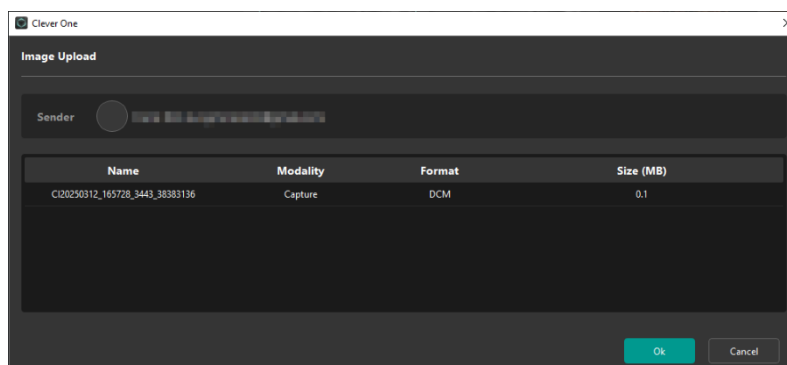 Clever One
Image Upload
Sender
Name Modality Format Size (MB)
CI20250312_165728_3443_38383136 Capture DCM 0.1
Ok Cancel